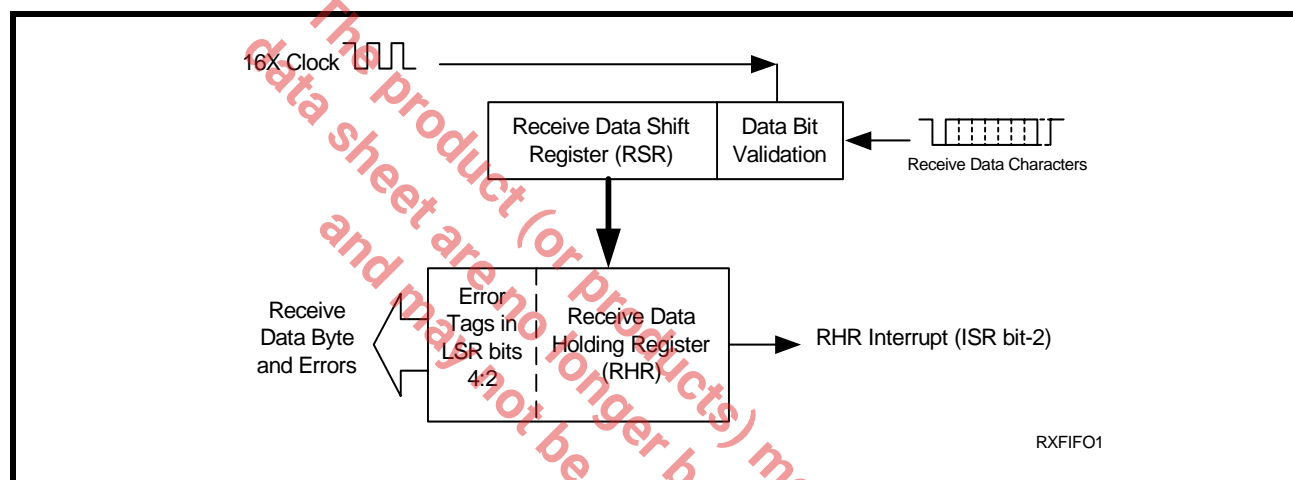 16X Clock
Receive Data Shift
Register (RSR)
Data Bit
Validation
Receive Data Characters
Receive
Data Byte
and Errors
Error
Tags in
LSR bits
4:2
Receive Data
Holding Register
(RHR)
RHR Interrupt (ISR bit-2)
RXFIFO1
The product (or products) m
data sheet are no longer b
and may not be